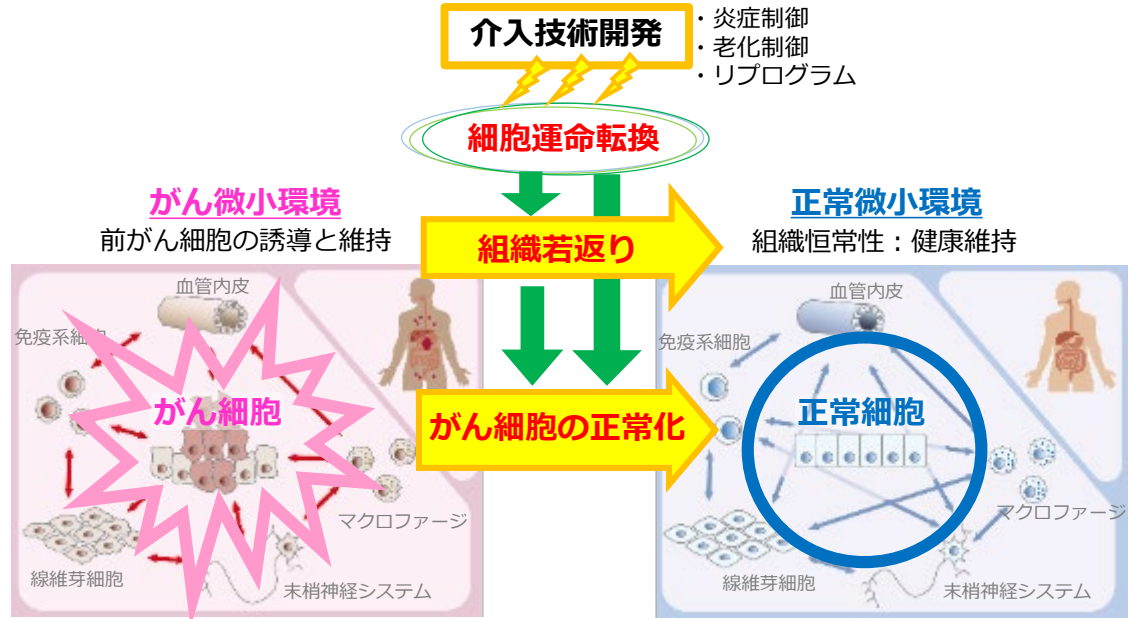 介入技術開発
・炎症制御
・老化制御
・リプログラム
細胞運命転換
がん微小環境
前がん細胞の誘導と維持
組織若返り
正常微小環境
組織恒常性：健康維持
血管内皮
免疫系細胞
がん細胞
マクロファージ
線維芽細胞
末梢神経システム
がん細胞の正常化
血管内皮
免疫系細胞
正常細胞
マクロファージ
線維芽細胞
末梢神経システム